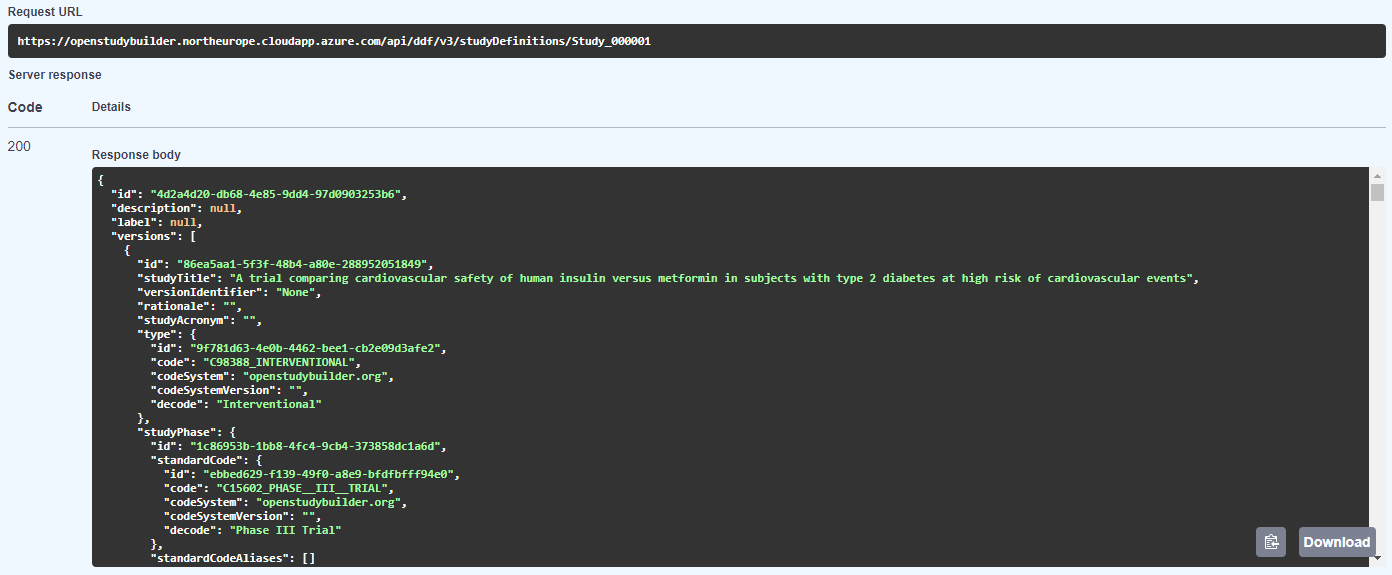 Request URL
https://openstudybuilder.northeurope.cloudapp.azure.com/api/ddf/v3/studyDefinitions/Study_000001
Server response
Code Details
200
Response body
{
  "id": "4d2a4d20-db68-4e85-9dd4-97d0903253b6",
  "description": null,
  "label": null,
  "versions": [
    {
      "id": "86ea5aa1-5f3f-48b4-a80e-288952051849",
      "studyTitle": "A trial comparing cardiovascular safety of human insulin versus metformin in subjects with type 2 diabetes at high risk of cardiovascular events",
      "versionIdentifier": "None",
      "rationale": "",
      "studyAcronym": "",
      "type": {
        "id": "9f781d63-4e0b-4462-bee1-cb2e09d3afe2",
        "code": "C98388_INTERVENTIONAL",
        "codeSystem": "openstudybuilder.org",
        "codeSystemVersion": "",
        "decode": "Interventional"
      },
      "studyPhase": {
        "id": "1c86953b-1bb8-4fc4-9cb4-373858dc1a6d",
        "standardCode": {
          "id": "ebbed629-f139-49f0-a8e9-bfdfbfff94e0",
          "code": "C15602_PHASE__III__TRIAL",
          "codeSystem": "openstudybuilder.org",
          "codeSystemVersion": "",
          "decode": "Phase III Trial"
        },
        "standardCodeAliases": []
Download